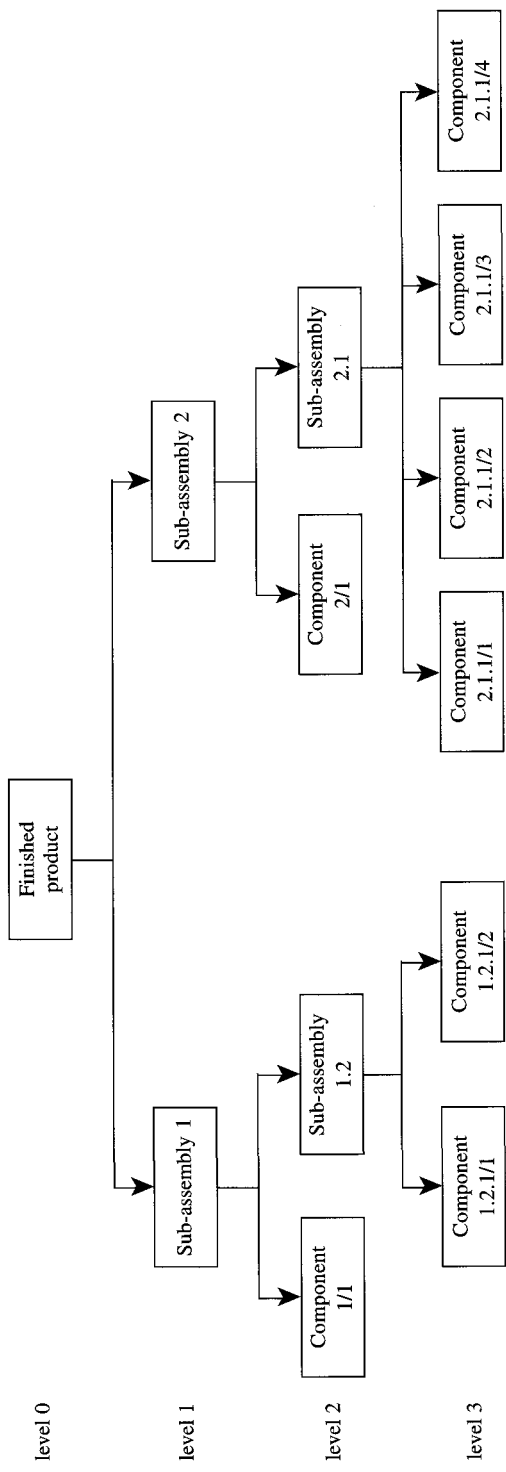 level 0
Finished
product
level 1
Sub-assembly 1
Sub-assembly 2
level 2
Component
1/1
Sub-assembly
1.2
Component
2/1
Sub-assembly
2.1
level 3
Component
1.2.1/1
Component
1.2.1/2
Component
2.1.1/1
Component
2.1.1/2
Component
2.1.1/3
Component
2.1.1/4